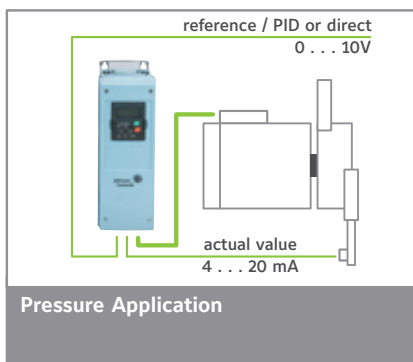 reference / PID or direct
0 . . . 10V
actual value
4 . . . 20 mA
Pressure Application